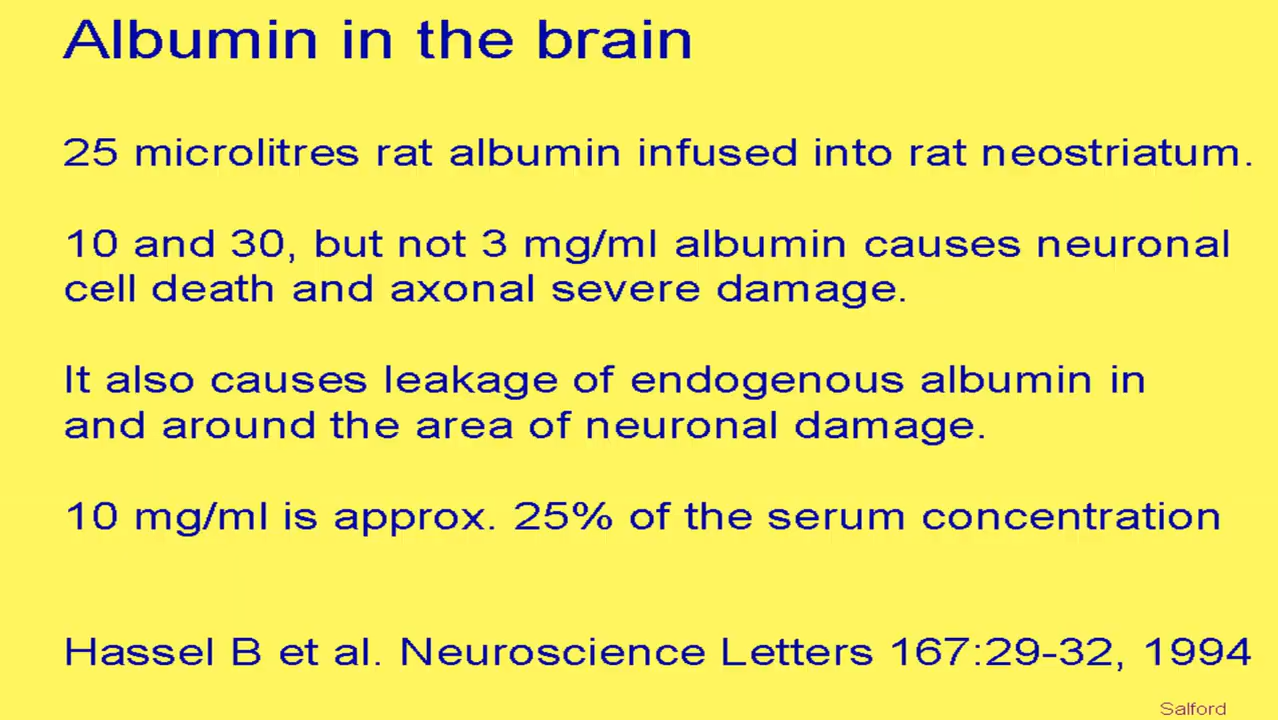 Albumin in the brain
25 microlitres rat albumin infused into rat neostriatum.
10 and 30, but not 3 mg/ml albumin causes neuronal
cell death and axonal severe damage.
It also causes leakage of endogenous albumin in
and around the area of neuronal damage.
10 mg/ml is approx. 25% of the serum concentration
Hassel B et al. Neuroscience Letters 167:29-32, 1994
Salford